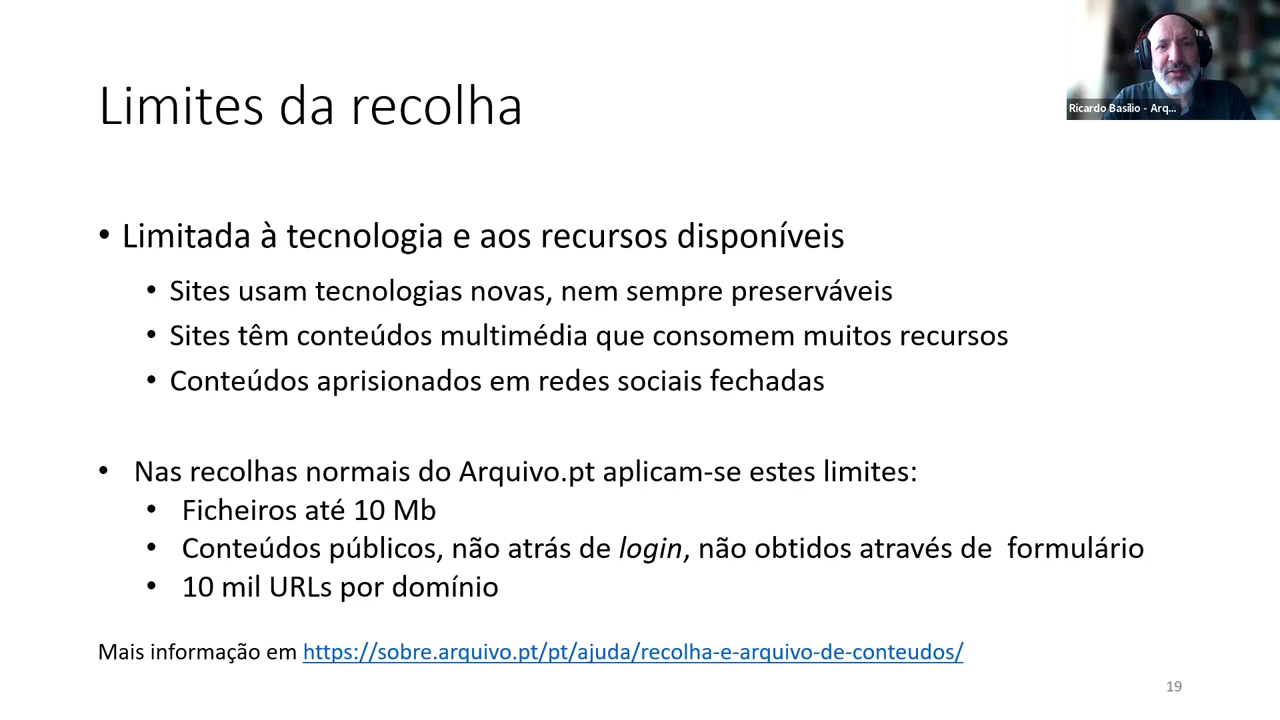 Limites da recolha
Ricardo Basílio - Arq...
• Limitada à tecnologia e aos recursos disponíveis
• Sites usam tecnologias novas, nem sempre preserváveis
• Sites têm conteúdos multimédia que consomem muitos recursos
• Conteúdos aprisionados em redes sociais fechadas
• Nas recolhas normais do Arquivo.pt aplicam-se estes limites:
• Ficheiros até 10 Mb
• Conteúdos públicos, não atrás de login, não obtidos através de formulário
• 10 mil URLs por domínio
Mais informação em https://sobre.arquivo.pt/pt/ajuda/recolha-e-arquivo-de-conteudos/
19